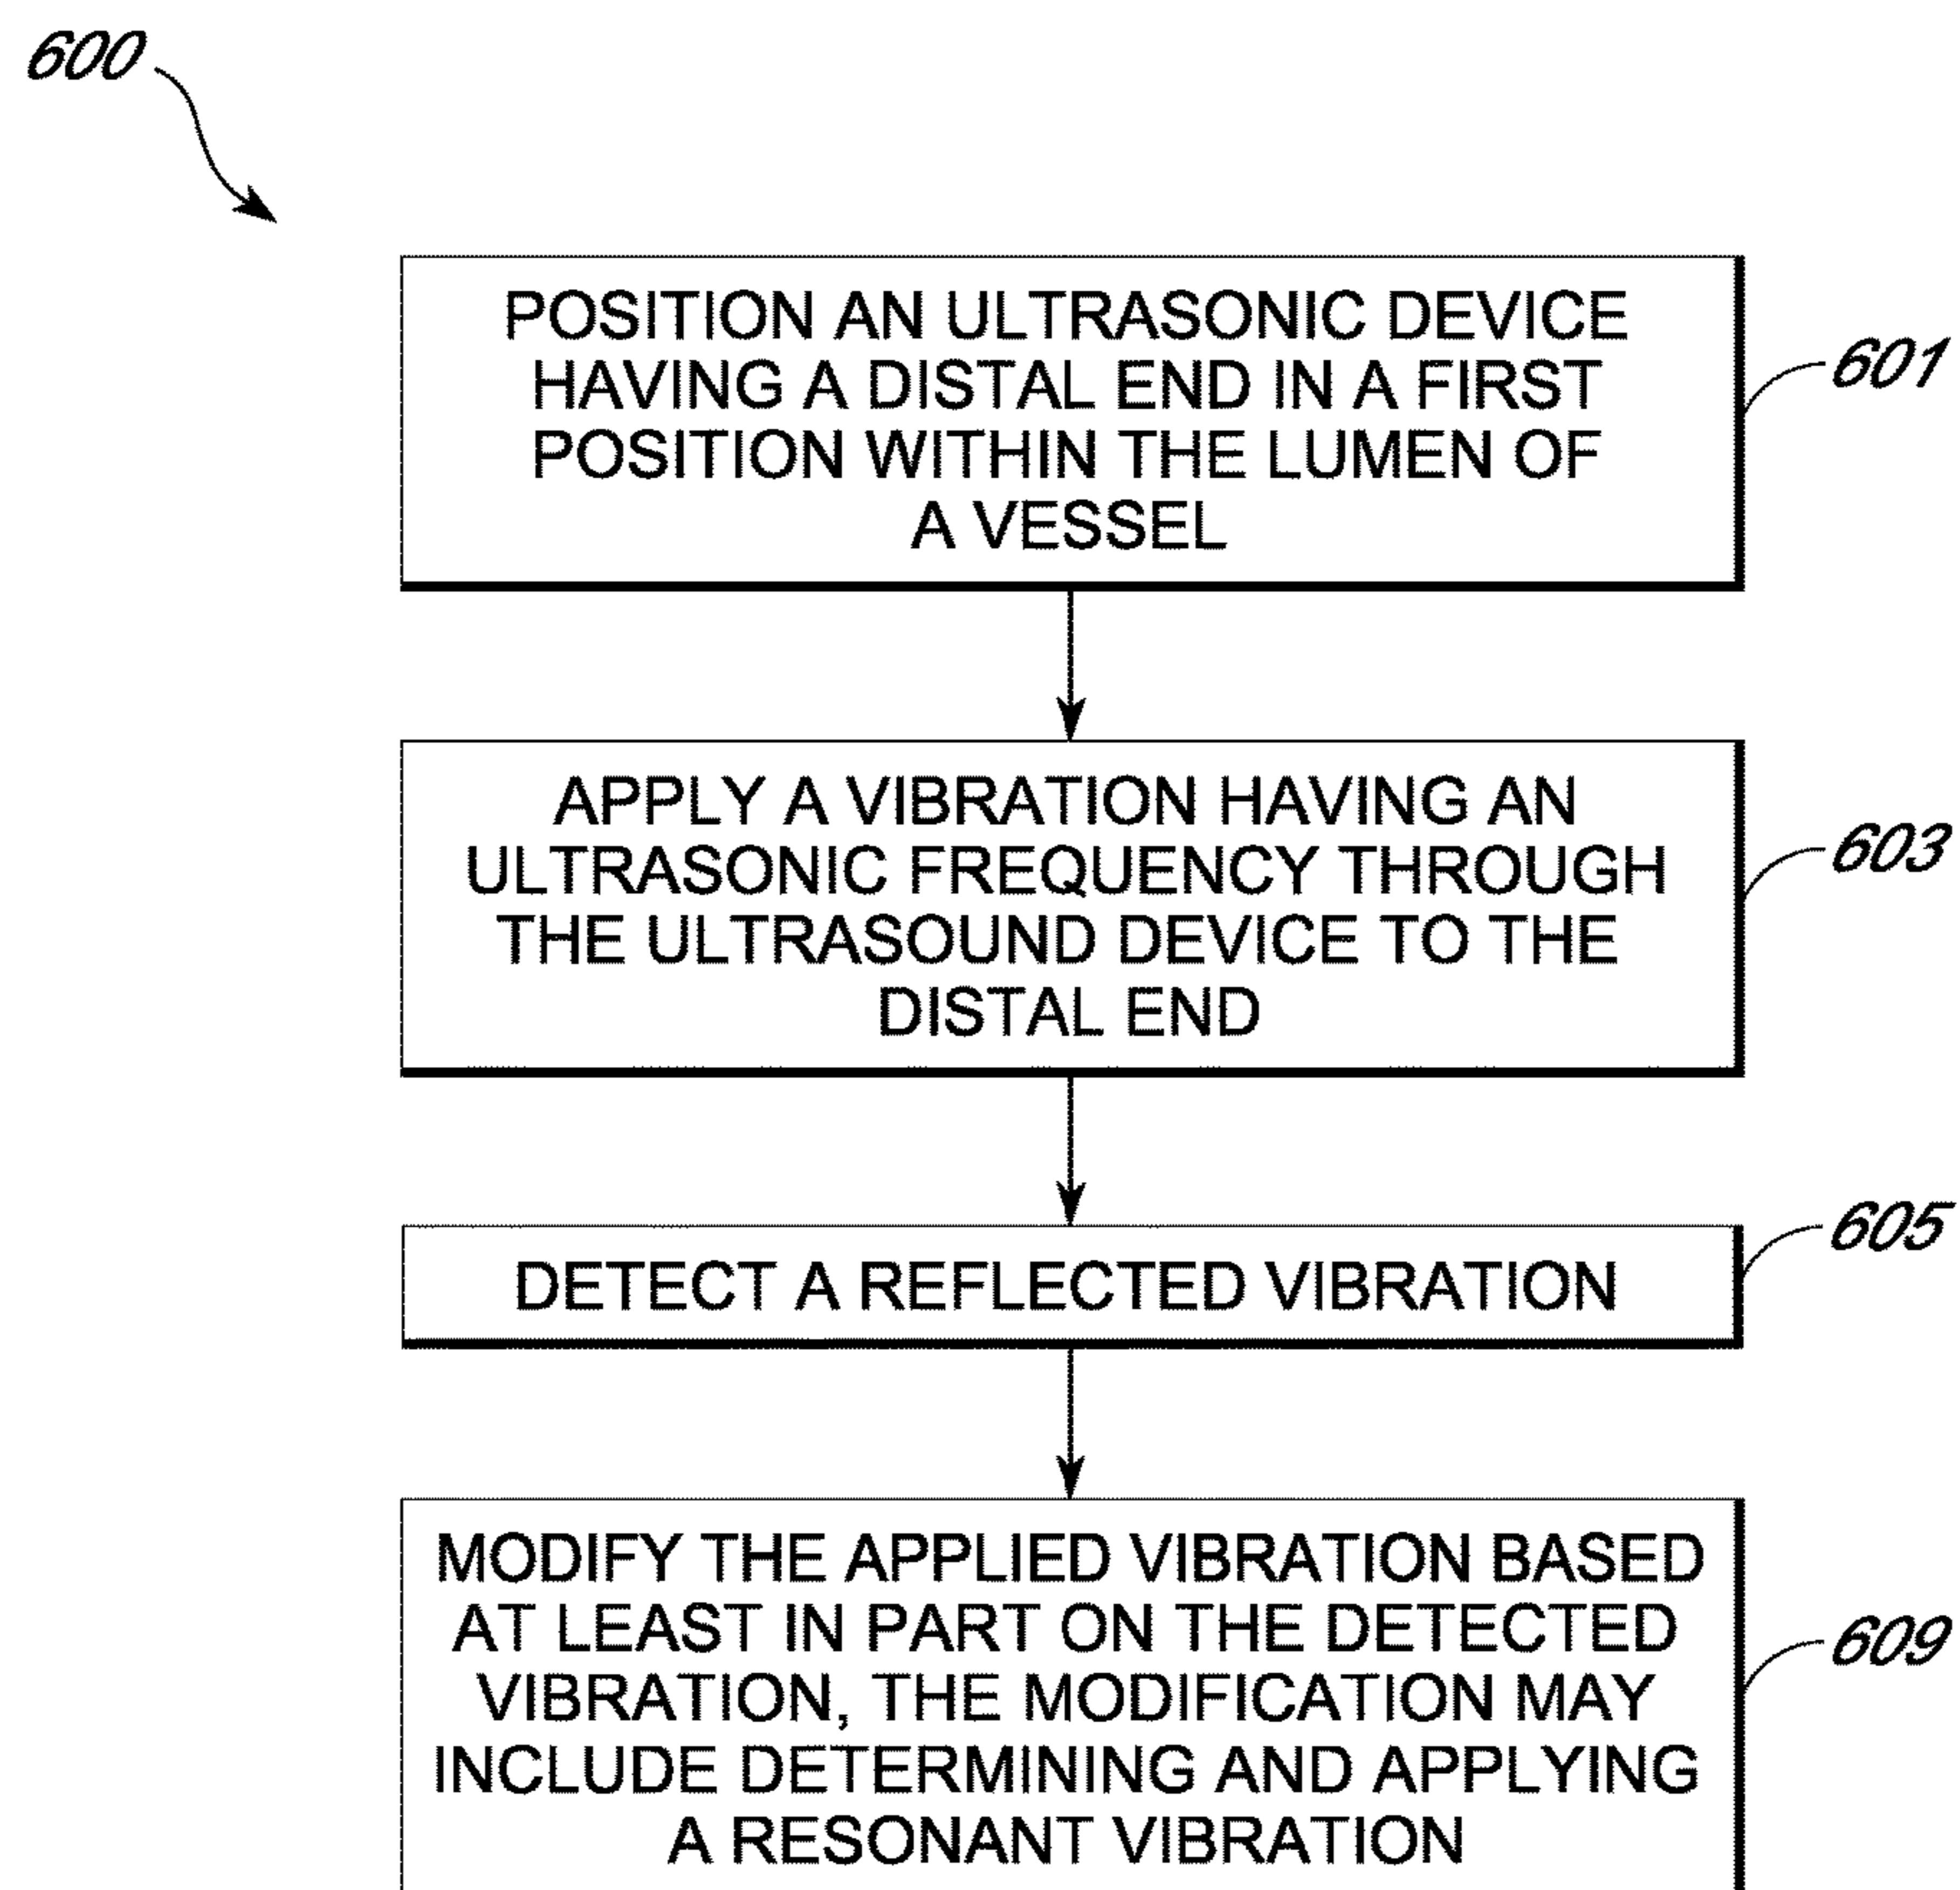 600
POSITION AN ULTRASONIC DEVICE
HAVING A DISTAL END IN A FIRST
POSITION WITHIN THE LUMEN OF
A VESSEL
601
APPLY A VIBRATION HAVING AN
ULTRASONIC FREQUENCY THROUGH
THE ULTRASOUND DEVICE TO THE
DISTAL END
603
DETECT A REFLECTED VIBRATION
605
MODIFY THE APPLIED VIBRATION BASED
AT LEAST IN PART ON THE DETECTED
VIBRATION, THE MODIFICATION MAY
INCLUDE DETERMINING AND APPLYING
A RESONANT VIBRATION
609